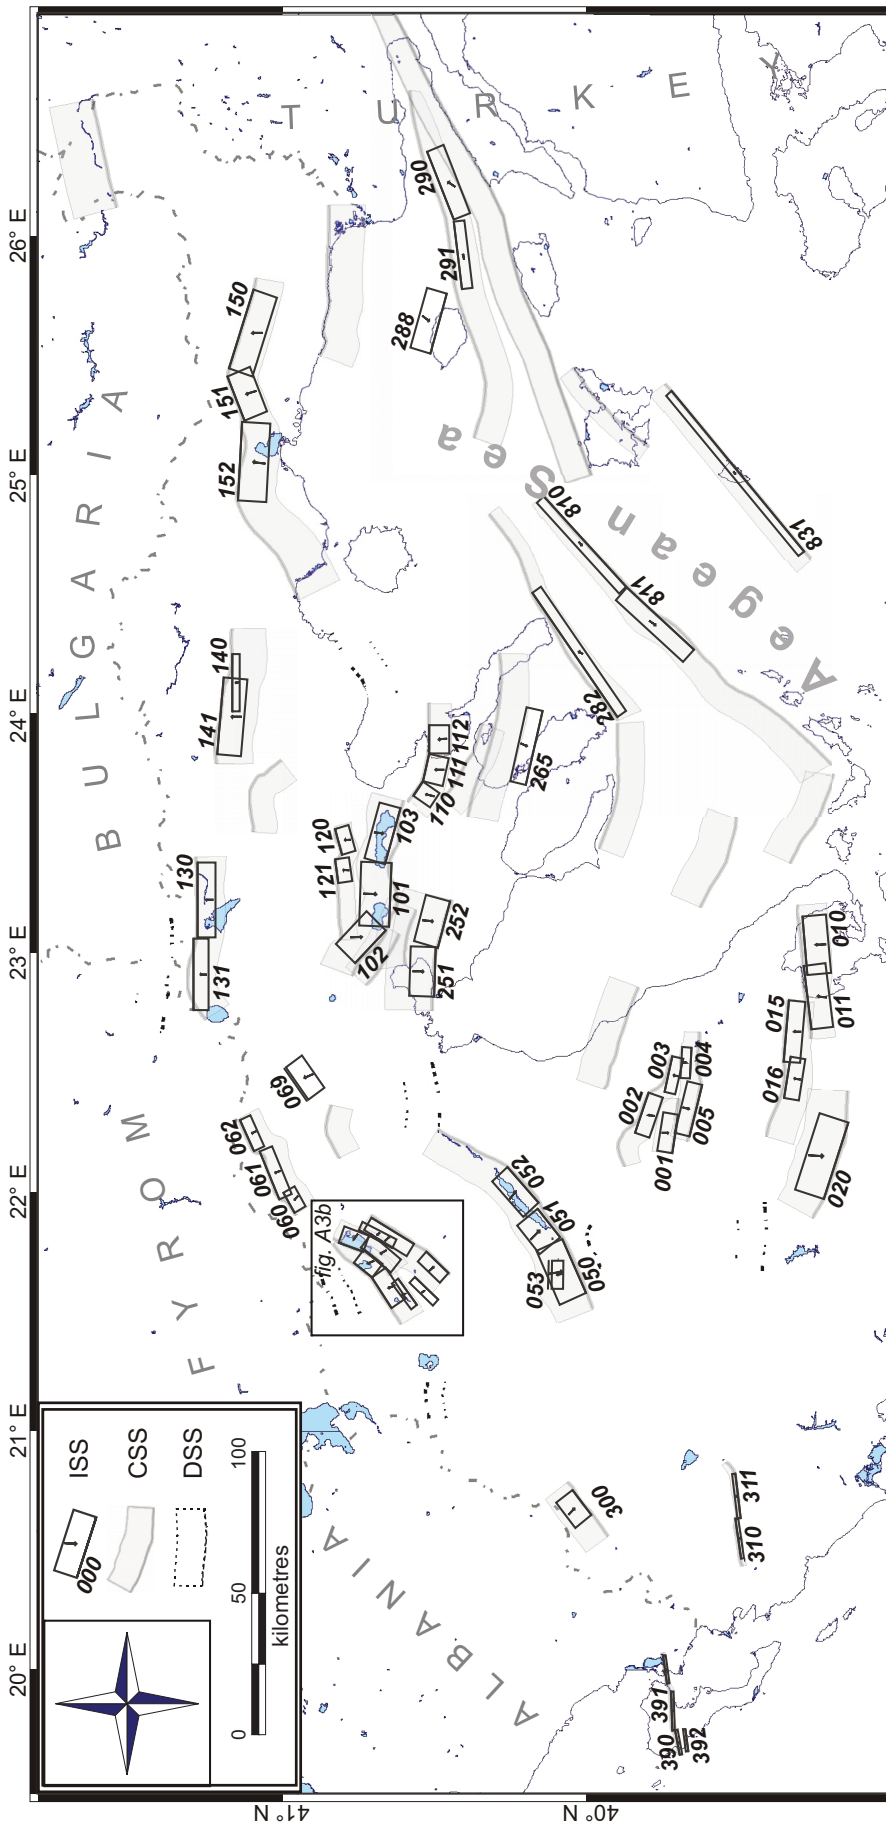 26° E
25° E
24° E
23° E
22° E
21° E
20° E
41° N
40° N
BULGARIA
TURKEY
FYROM
ALBANIA
Aegean Sea
ISS
CSS
DSS
000
0
50
100
kilometres
fig. A3b
150
151
152
290
291
288
140
141
130
131
120
121
101
102
103
110
111
112
251
252
265
282
810
811
831
069
062
061
060
052
051
050
053
001
002
003
004
005
010
011
015
016
020
300
310
311
390
391
392